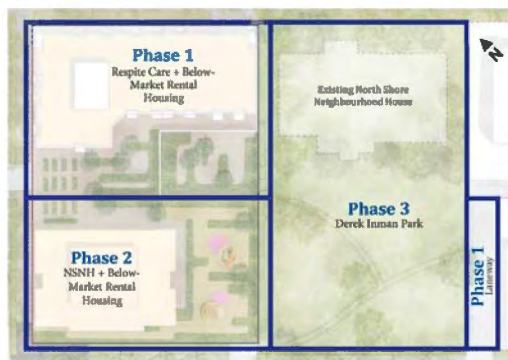 Phase 1
Respite Care + Below-
Market Rental
Housing
Existing North Shore
Neighbourhood House
N
Phase 2
NSNH + Below-
Market Rental
Housing
Phase 3
Derek Inman Park
Phase 1
Laneway